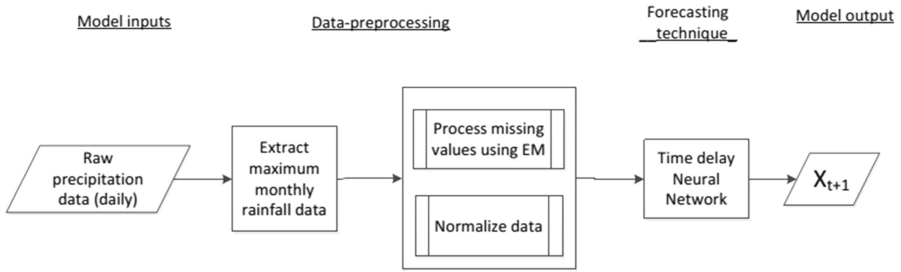 Model inputs
Data-preprocessing
Forecasting
__technique_
Model output
Raw
precipitation
data (daily)
Extract
maximum
monthly
rainfall data
Process missing
values using EM
Normalize data
Time delay
Neural
Network
Xt+1